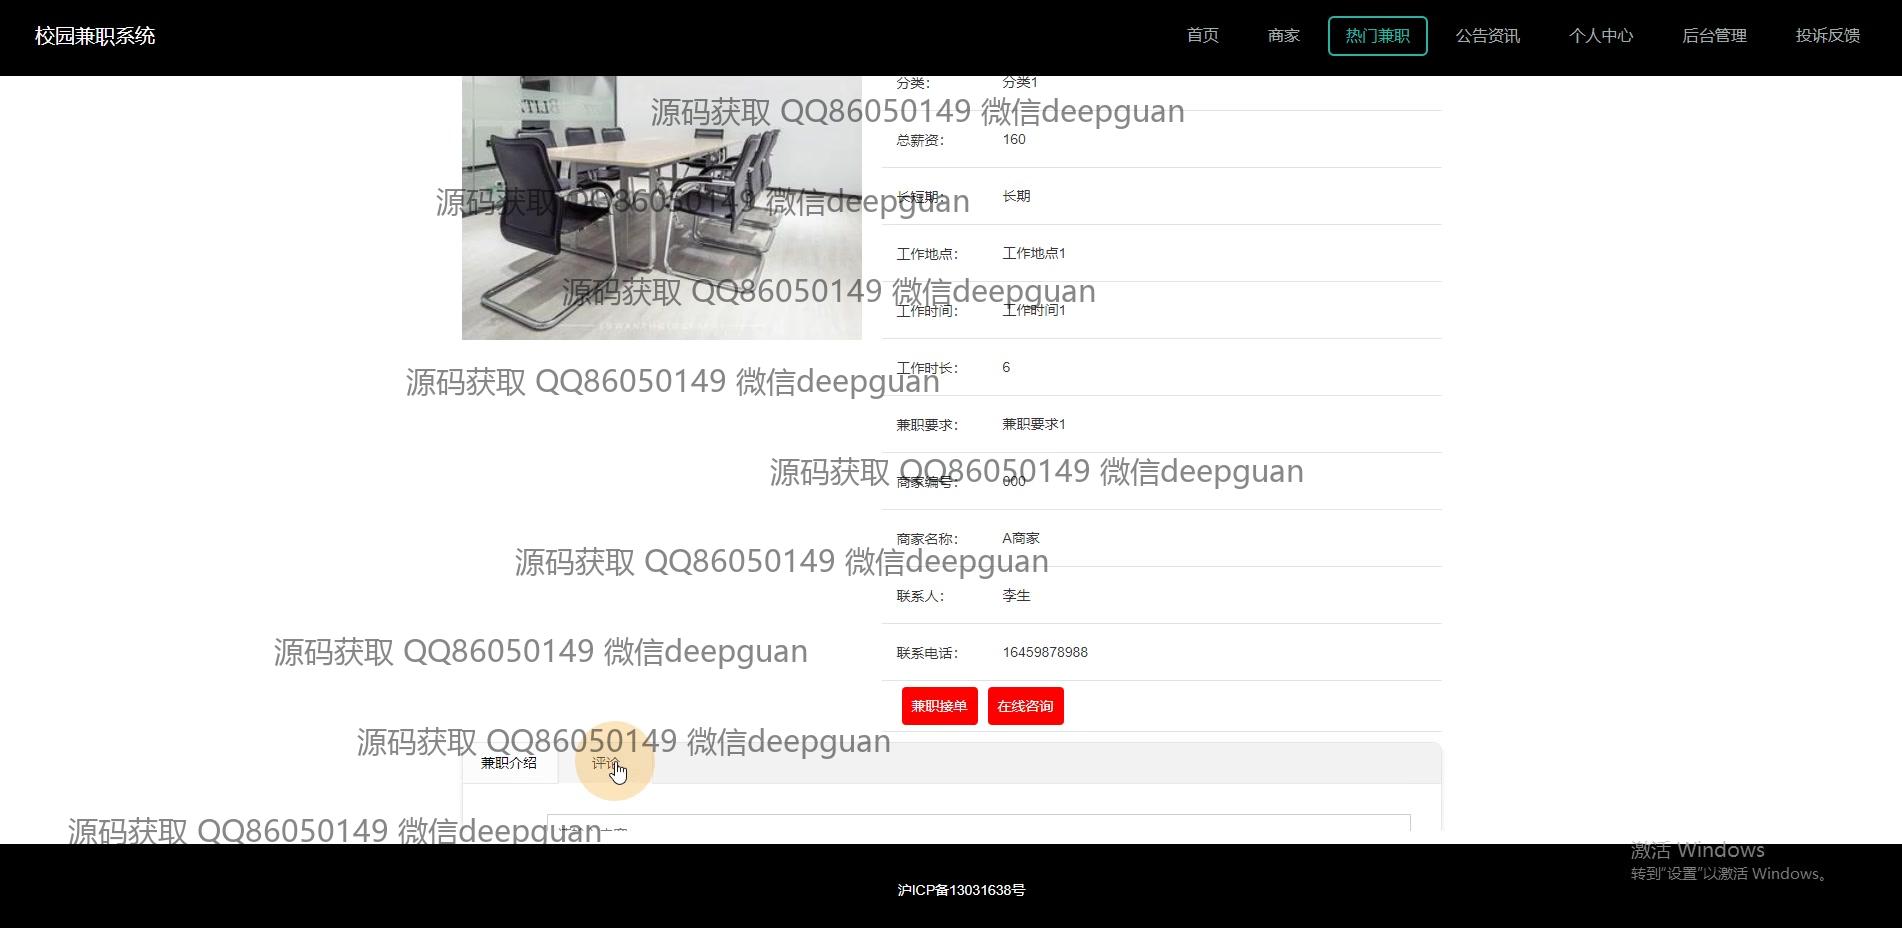 校园兼职系统
首页 商家 热门兼职 公告资讯 个人中心 后台管理 投诉反馈
分类： 分类1
源码获取 QQ86050149 微信deepguan
总薪资： 160
长短期： 长期
源码获取 QQ86050149 微信deepguan
工作地点： 工作地点1
源码获取 QQ86050149 微信deepguan
工作时间： 工作时间1
工作时长： 6
源码获取 QQ86050149 微信deepguan
兼职要求： 兼职要求1
源码获取 QQ86050149 微信deepguan
商家编号： 000
商家名称： A商家
源码获取 QQ86050149 微信deepguan
联系人： 李生
源码获取 QQ86050149 微信deepguan
联系电话： 16459878988
兼职接单 在线咨询
源码获取 QQ86050149 微信deepguan
兼职介绍 评论
源码获取 QQ86050149 微信deepguan
激活 Windows
转到“设置”以激活 Windows。
沪ICP备13031638号